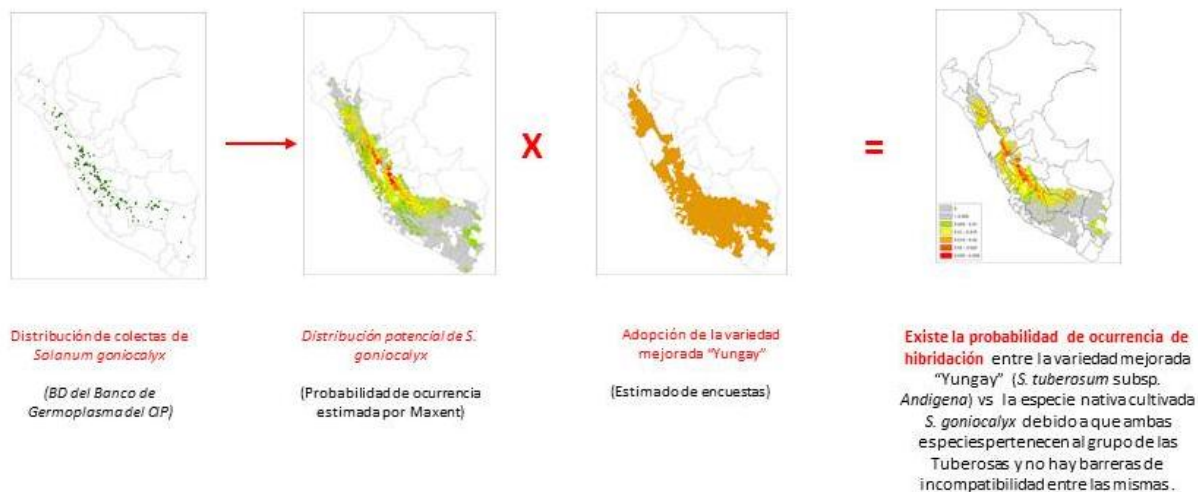 X
=
Distribución de colectas de
Solanum goniocalyx
(BD del Banco de
Germoplasma del CIP)
Distribución potencial de S.
goniocalyx
(Probabilidad de ocurrencia
estimada por Maxent)
Adopción de la variedad
mejorada "Yungay"
(Estimado de encuestas)
Existe la probabilidad de ocurrencia de
hibridación entre la variedad mejorada
"Yungay" (S. tuberosum subsp.
Andigena) vs la especie nativa cultivada
S. goniocalyx debido a que ambas
especies pertenecen al grupo de las
Tuberosas y no hay barreras de
incompatibilidad entre las mismas.